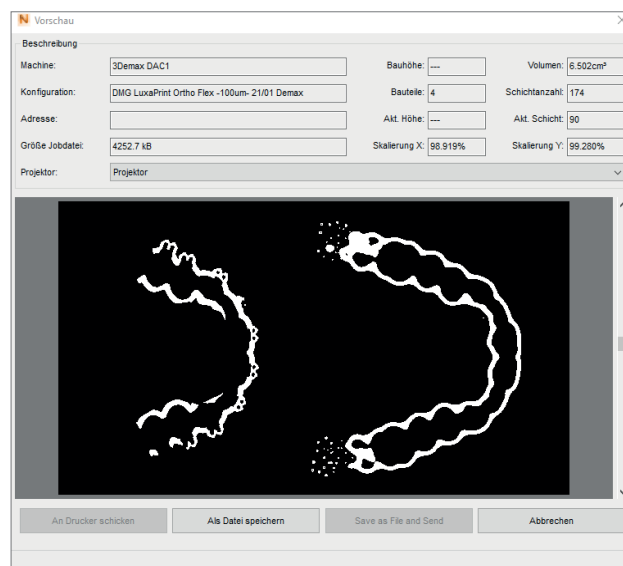 Vorschau
Beschreibung
Machine: 3Demax DAC1 Bauhöhe: --- Volumen: 6.502cm³
Konfiguration: DMG LuxaPrint Ortho Flex -100um- 21/01 Demax Bauteile: 4 Schichtanzahl: 174
Adresse: Akt. Höhe: --- Akt. Schicht: 90
Größe Jobdatei: 4252.7 kB Skalierung X: 98.919% Skalierung Y: 99.280%
Projektor: Projektor
An Drucker schicken Als Datei speichern Save as File and Send Abbrechen